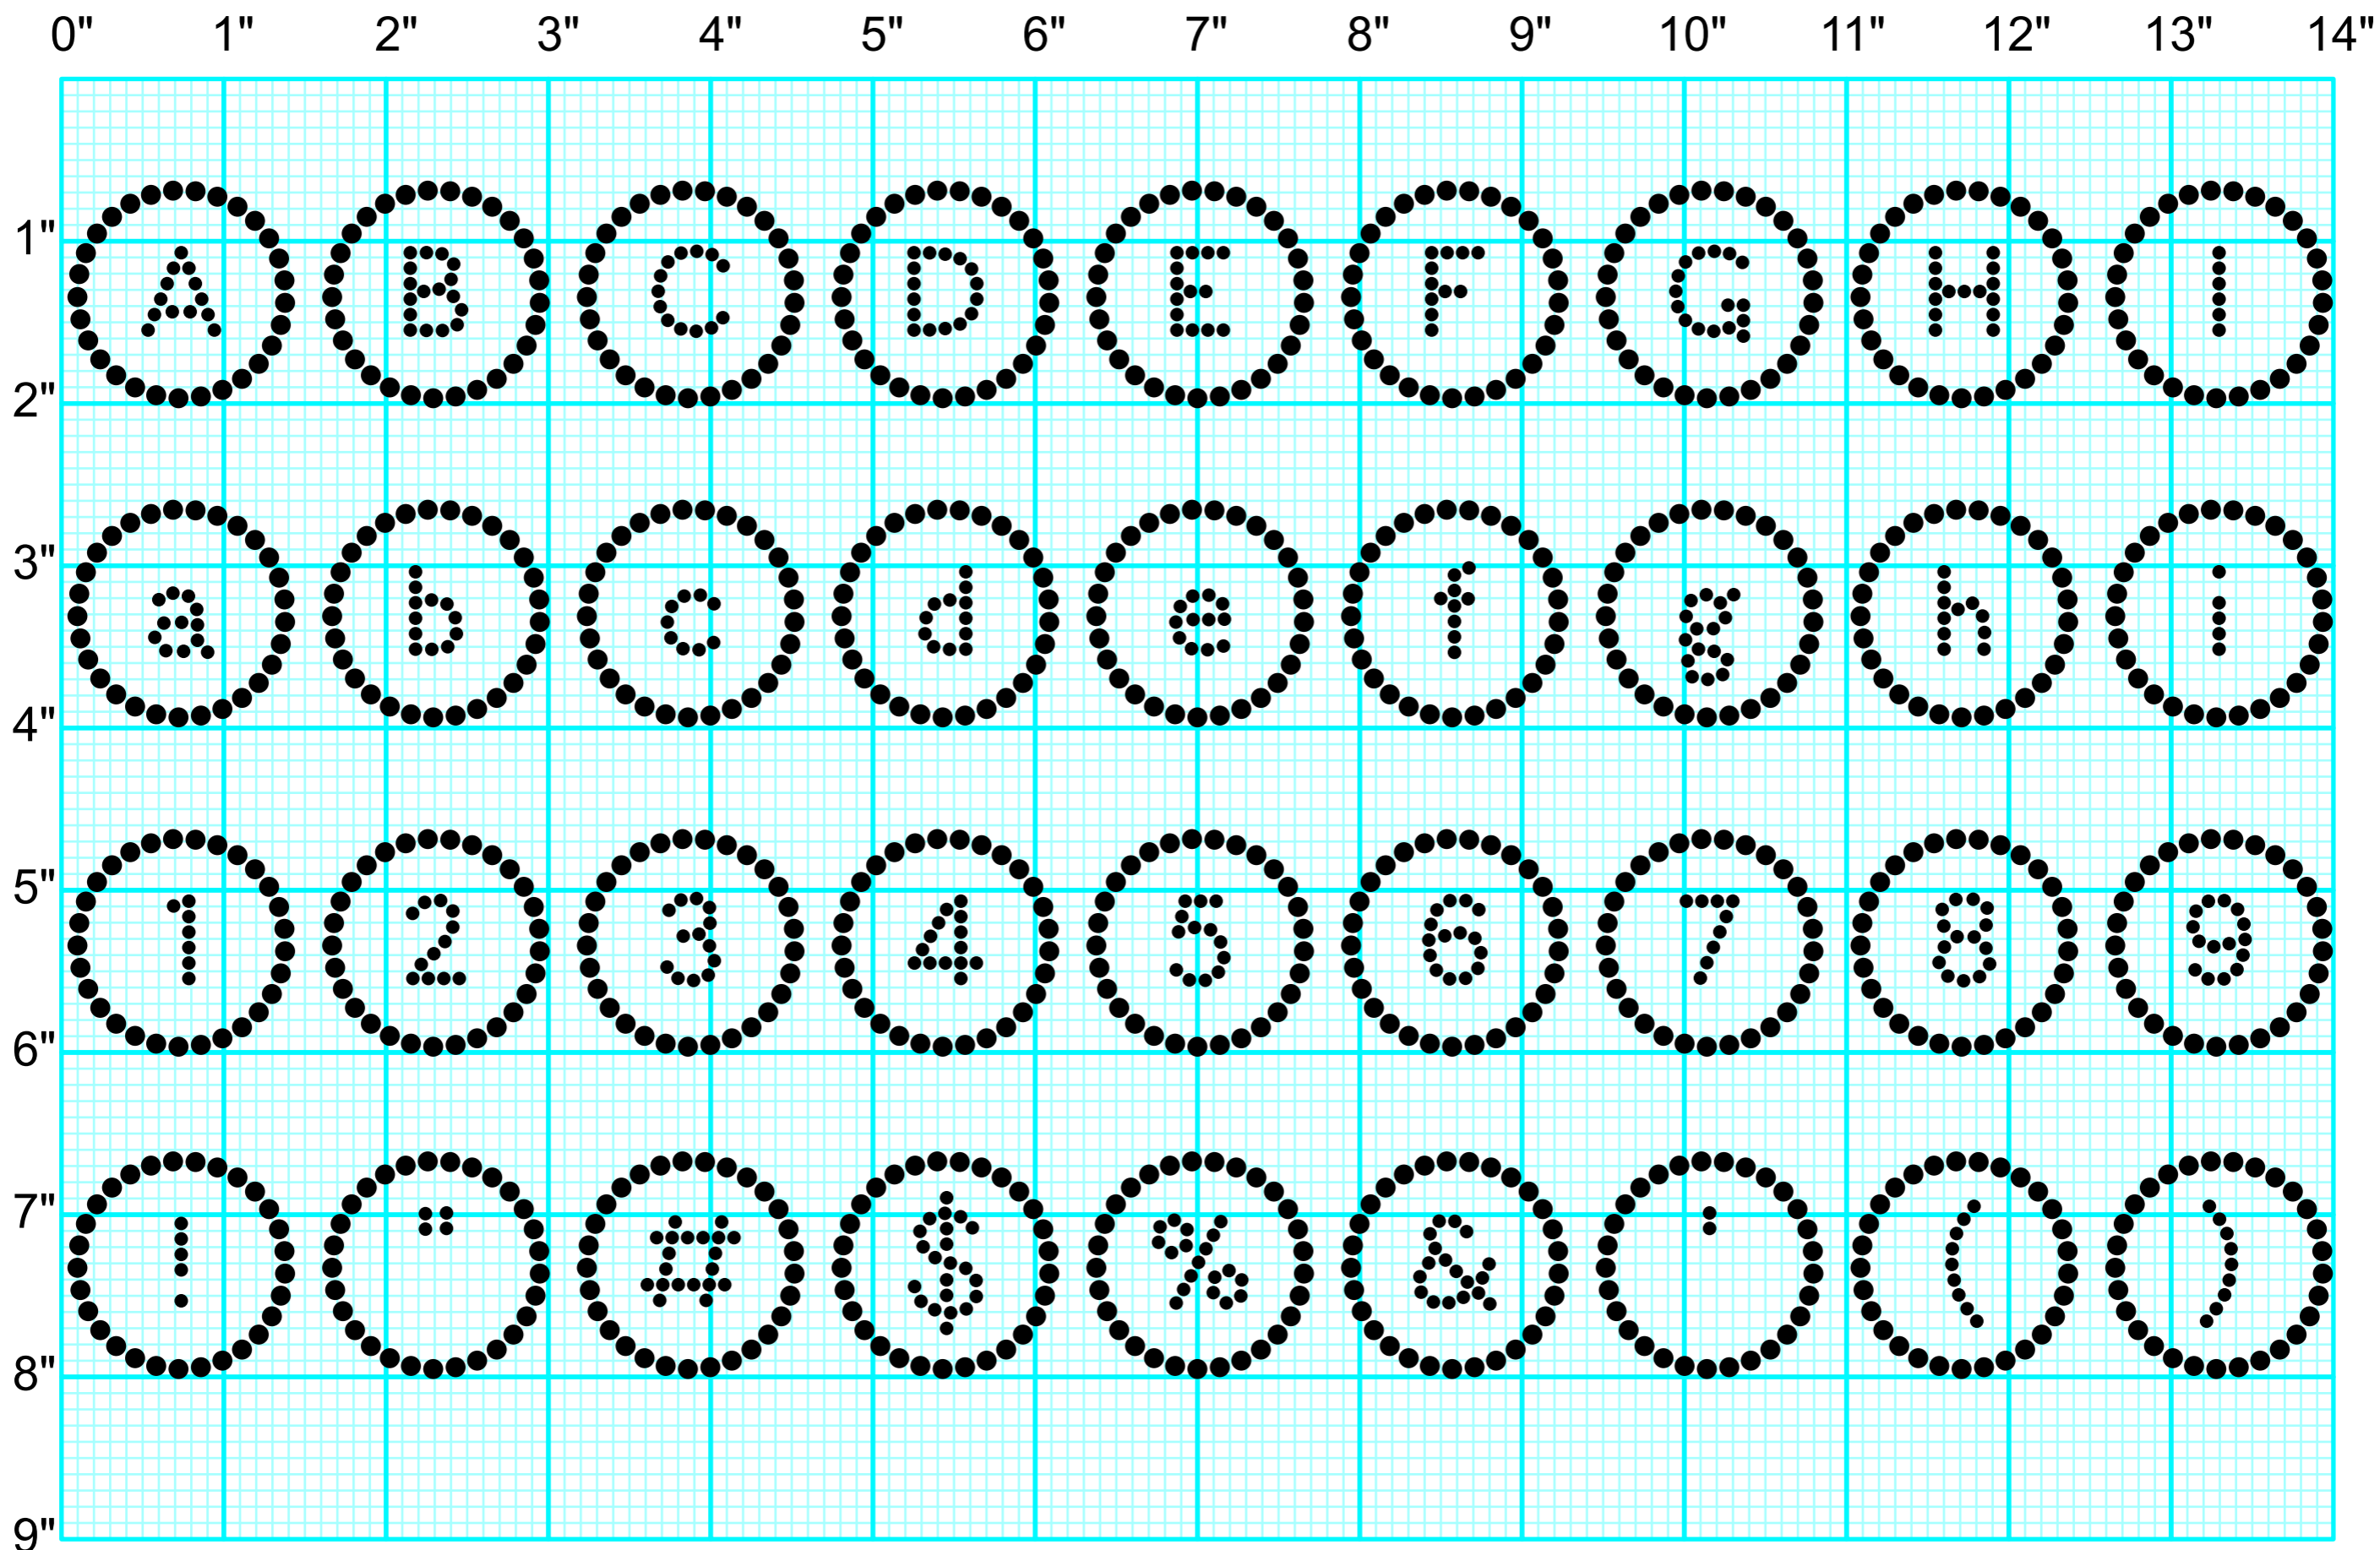 0" 1" 2" 3" 4" 5" 6" 7" 8" 9" 10" 11" 12" 13" 14"
1"
A B C D E F G H I
2"
3"
a b c d e f g h i
4"
5"
1 2 3 4 5 6 7 8 9
6"
7"
! " # $ % & ' ( )
8"
9"